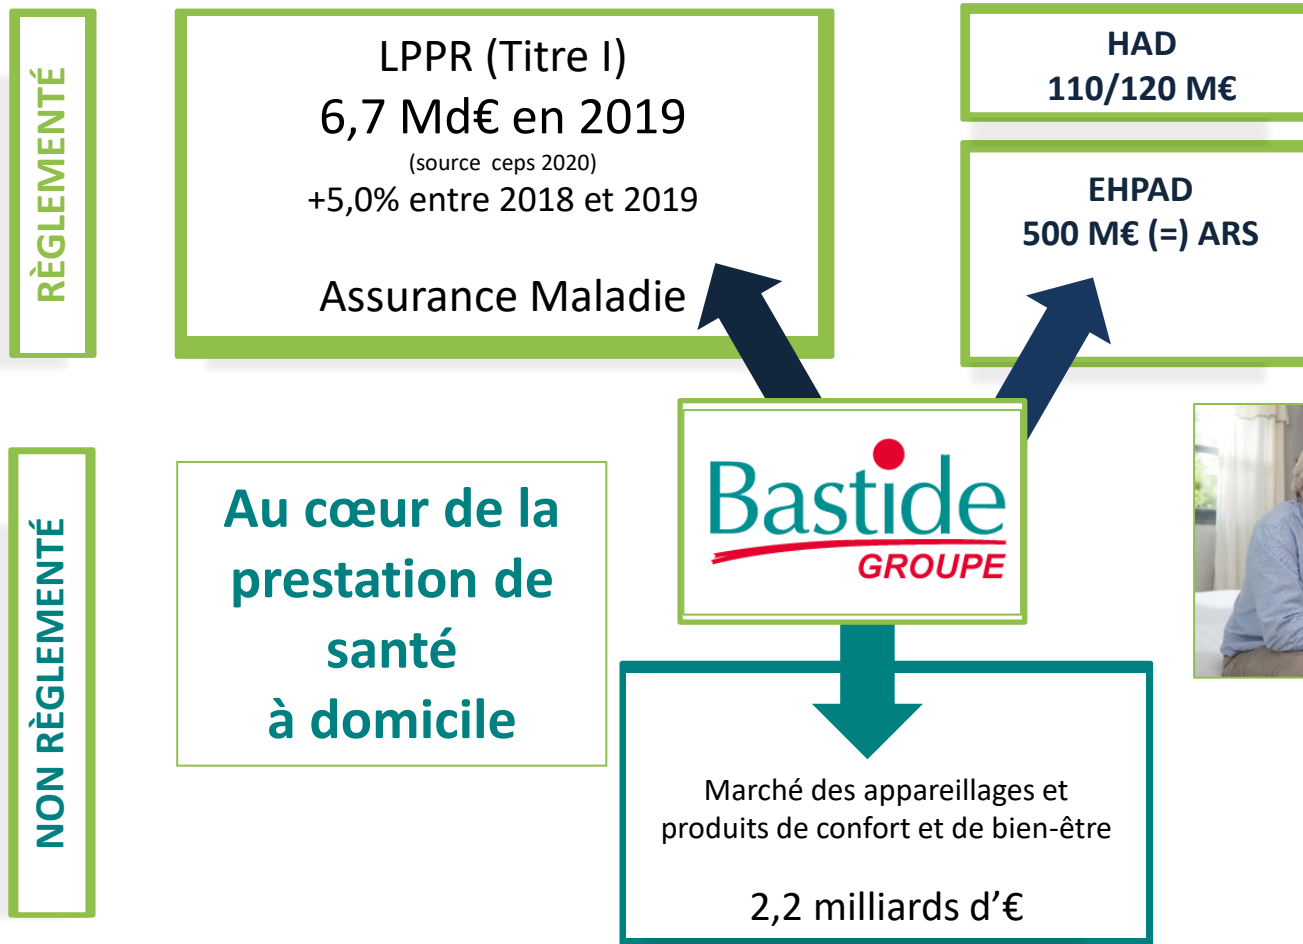 RÈGLEMENTÉ
LPPR (Titre I)
6,7 Md€ en 2019
(source ceps 2020)
+5,0% entre 2018 et 2019
Assurance Maladie
HAD
110/120 M€
EHPAD
500 M€ (=) ARS
NON RÈGLEMENTÉ
Au cœur de la
prestation de
santé
à domicile
Bastide
GROUPE
Marché des appareillages et
produits de confort et de bien-être
2,2 milliards d’€